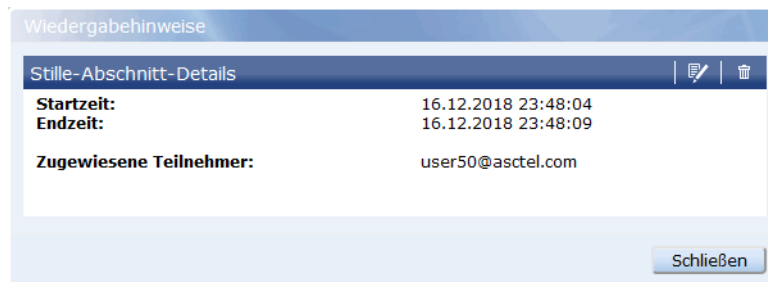 Wiedergabehinweise
Stille-Abschnitt-Details
Startzeit: 16.12.2018 23:48:04
Endzeit: 16.12.2018 23:48:09
Zugewiesene Teilnehmer: user50@asctel.com
Schließen